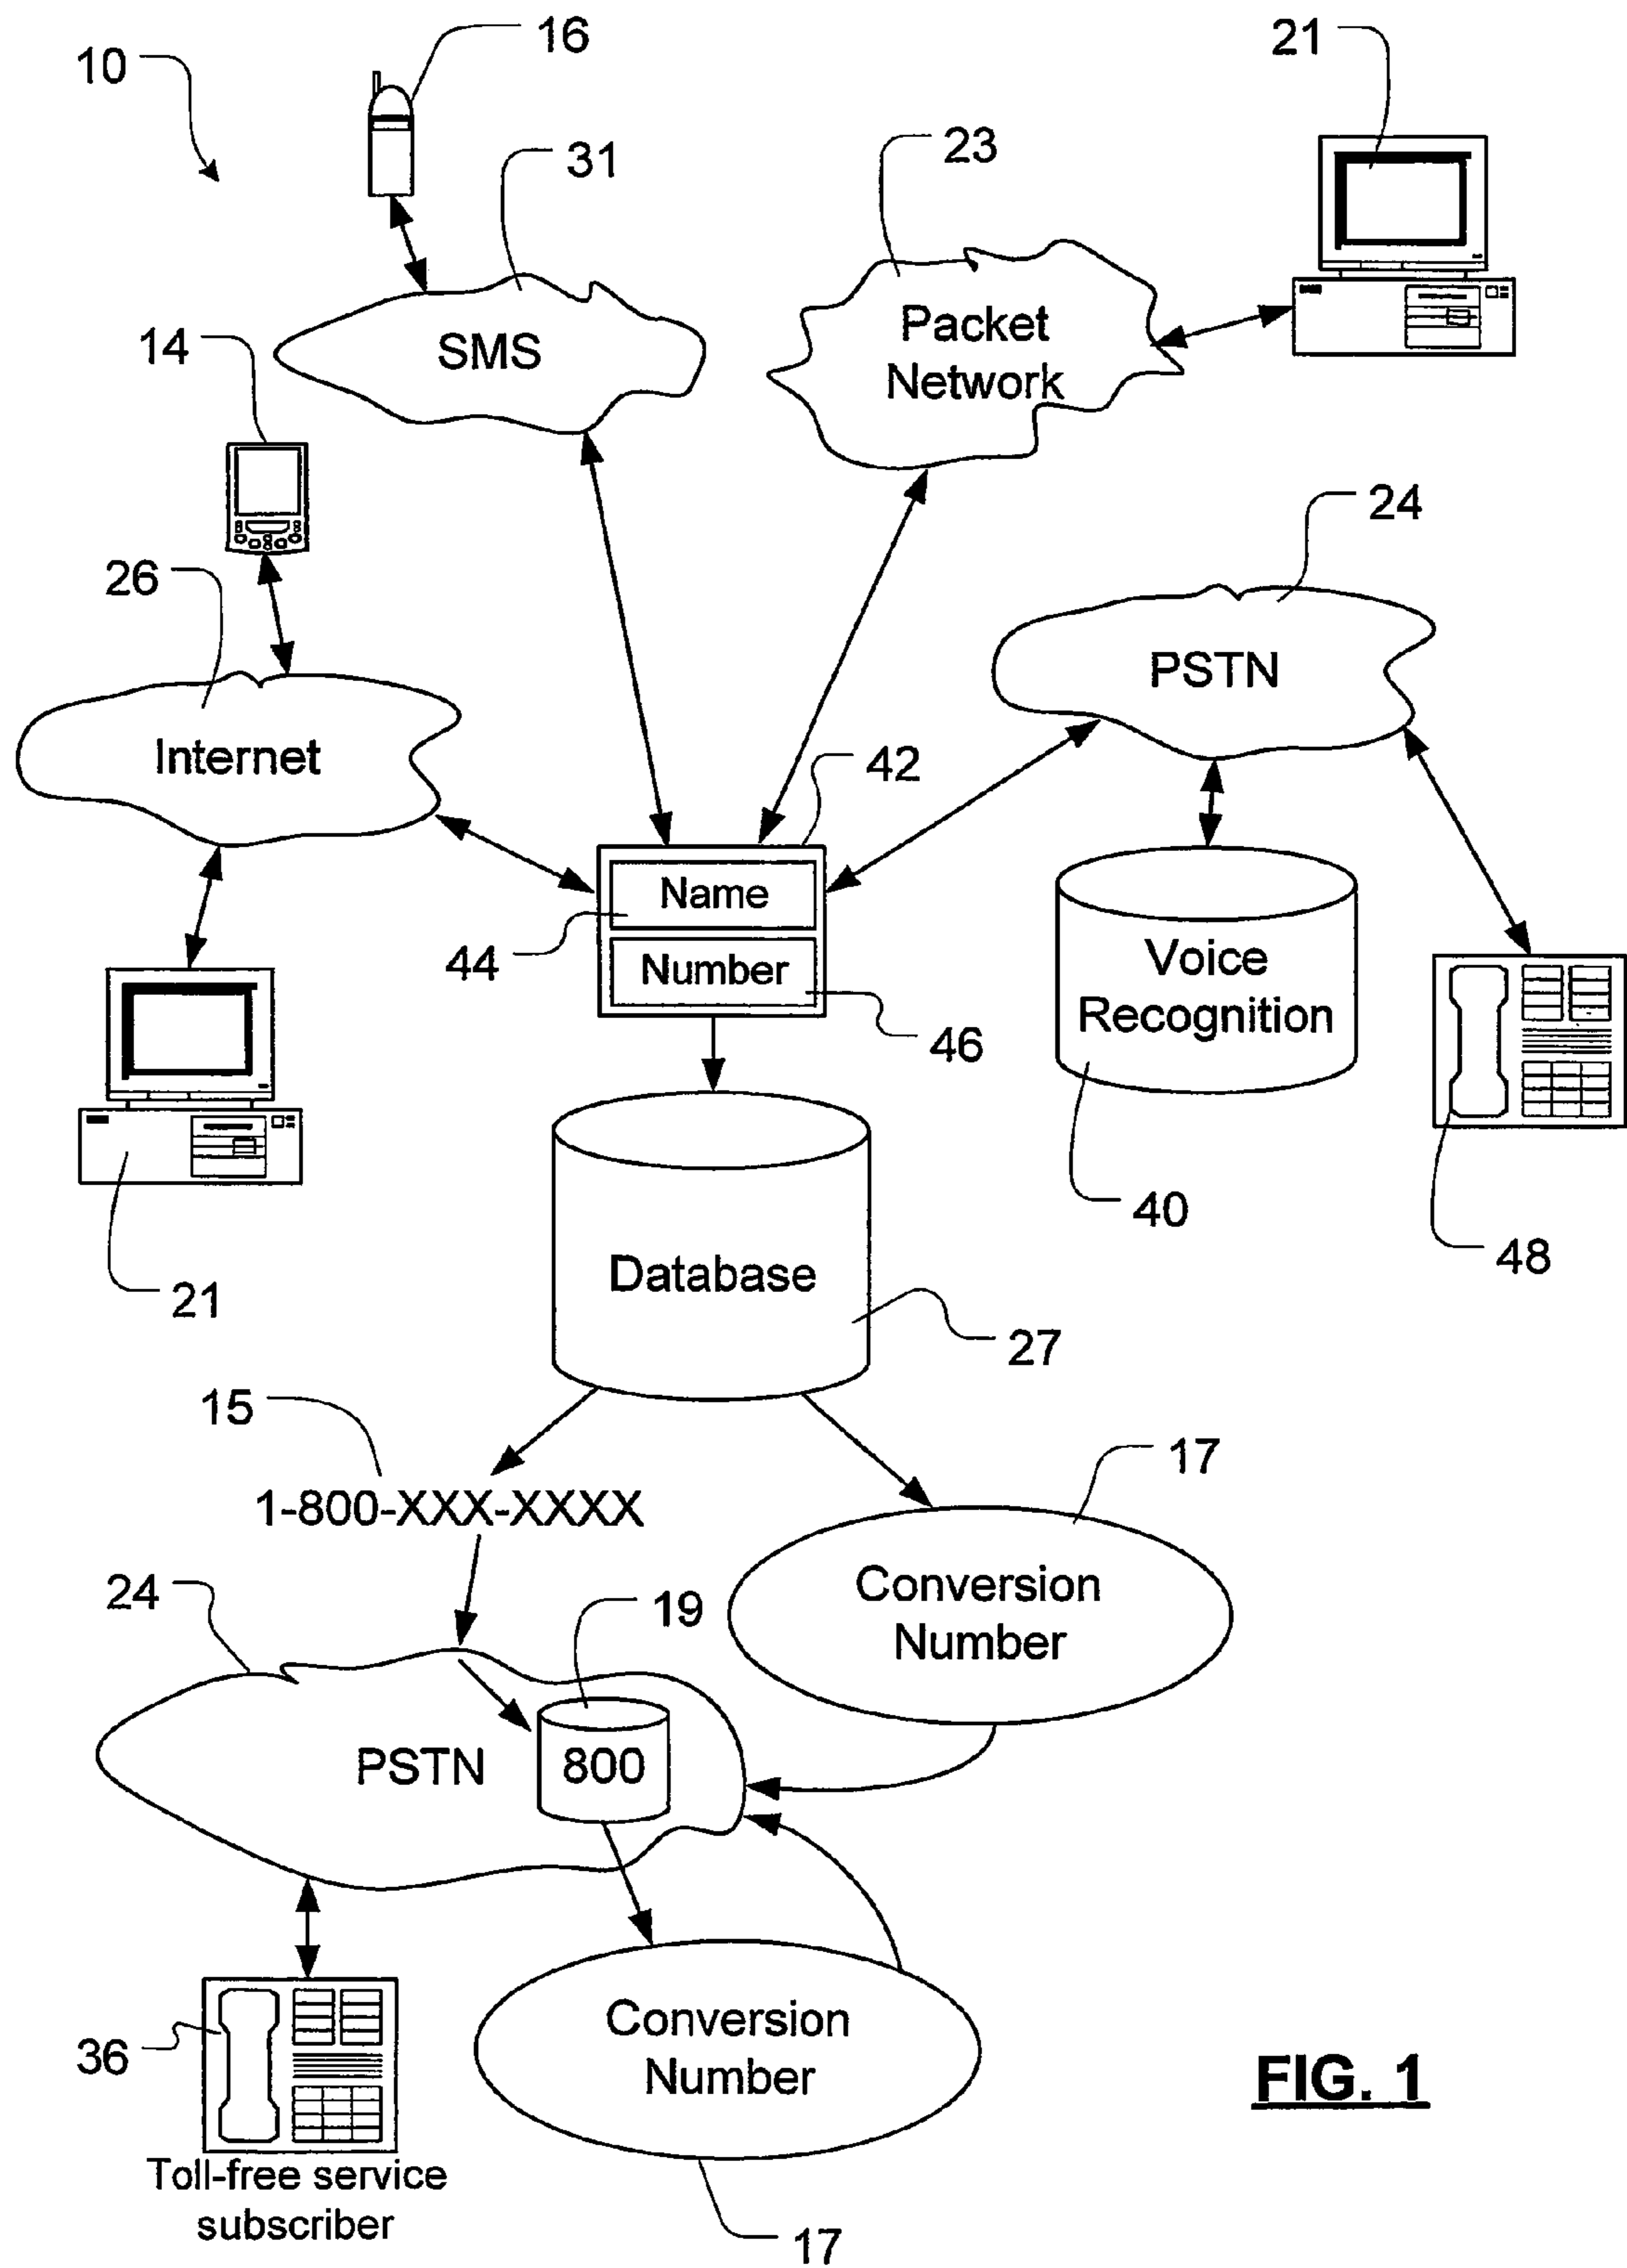 10
16
21
31
23
SMS
Packet
Network
14
24
26
PSTN
Internet
42
Name
44
Number
46
Voice
Recognition
40
48
21
Database
27
15
17
1-800-XXX-XXXX
24
19
Conversion
Number
PSTN
800
36
Conversion
Number
Toll-free service
subscriber
17
FIG. 1